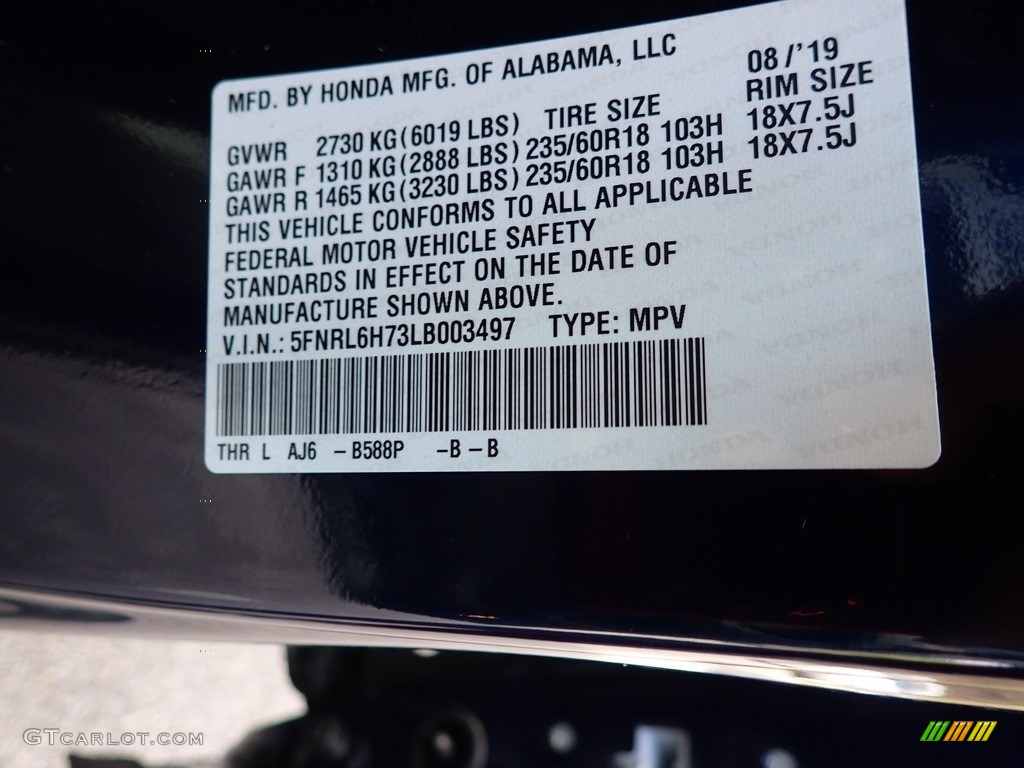 MFD. BY HONDA MFG. OF ALABAMA, LLC 08/'19
GVWR 2730 KG(6019 LBS) TIRE SIZE RIM SIZE
GAWR F 1310 KG(2888 LBS) 235/60R18 103H 18X7.5J
GAWR R 1465 KG(3230 LBS) 235/60R18 103H 18X7.5J
THIS VEHICLE CONFORMS TO ALL APPLICABLE
FEDERAL MOTOR VEHICLE SAFETY
STANDARDS IN EFFECT ON THE DATE OF
MANUFACTURE SHOWN ABOVE.
V.I.N.: 5FNRL6H73LB003497 TYPE: MPV
THR L AJ6 - B588P - B - B
GTCARLOT.COM